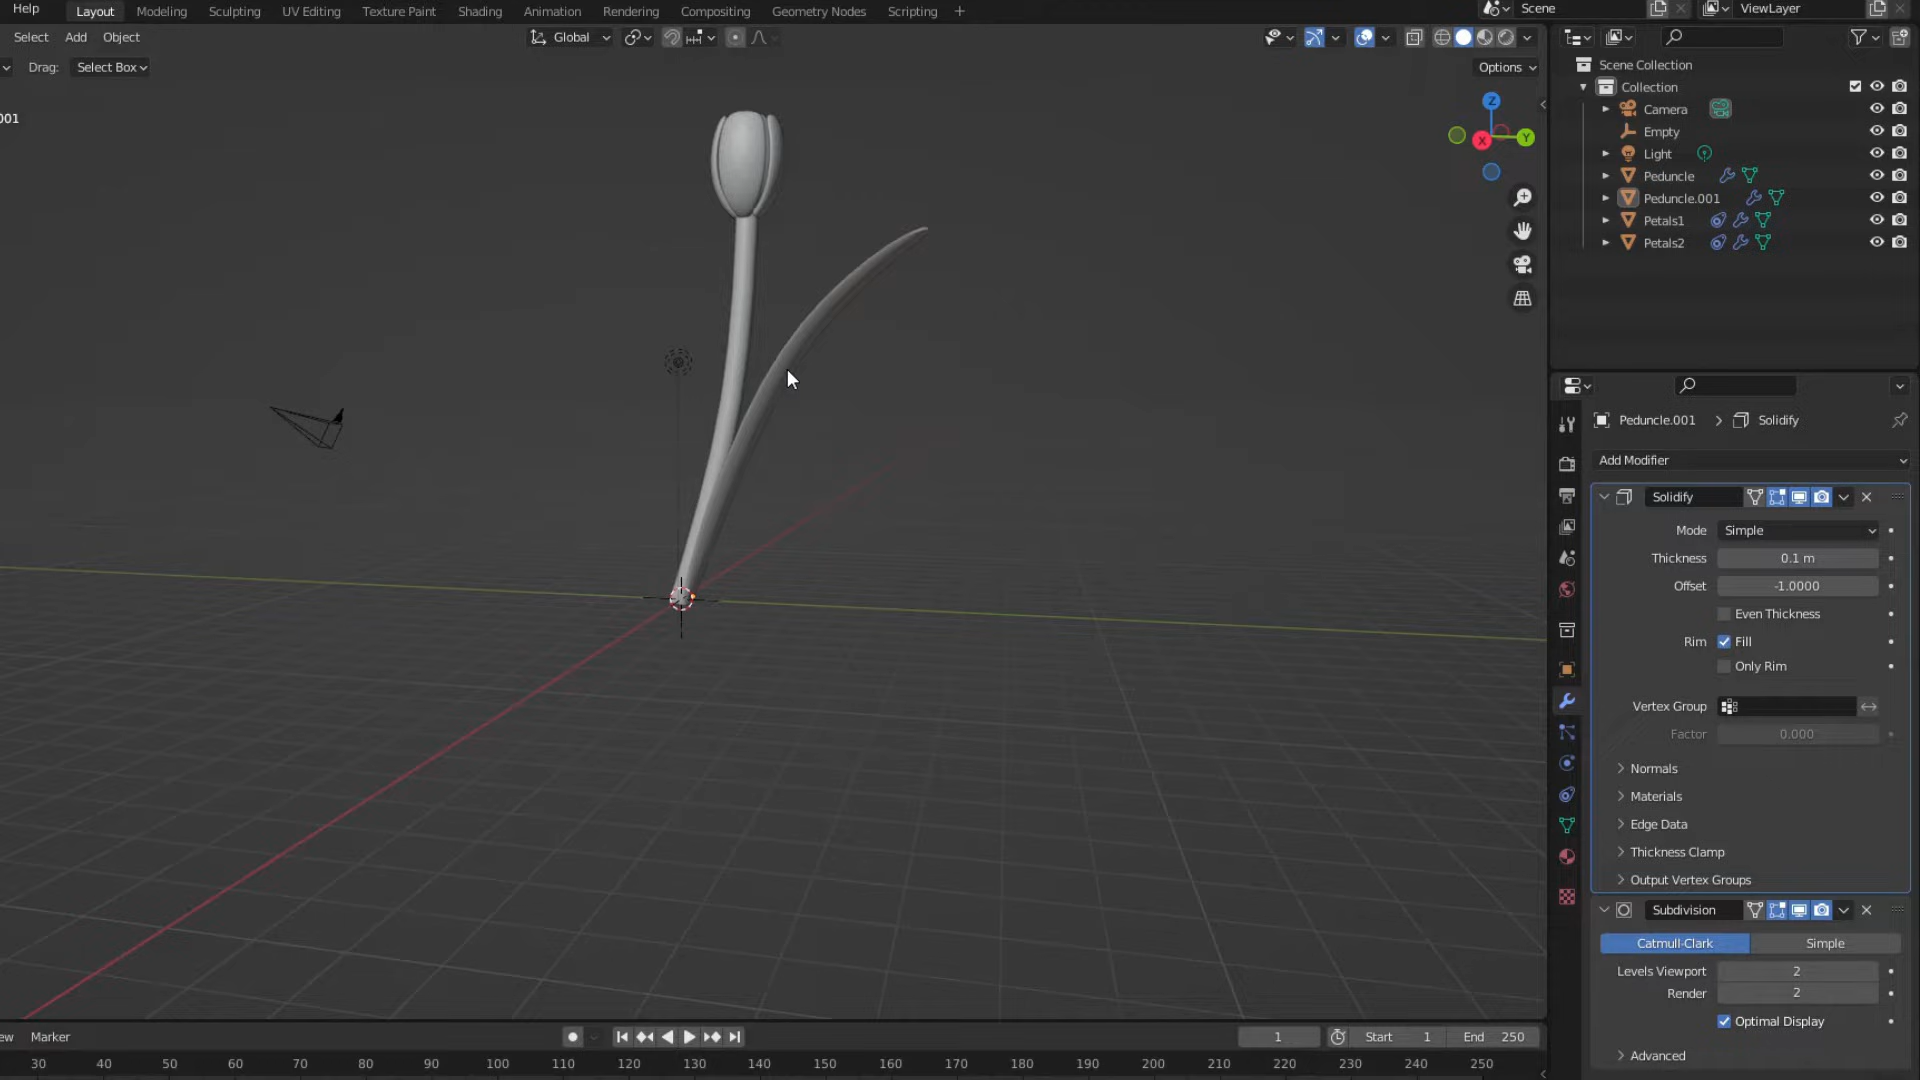 Help Layout Modeling Sculpting UV Editing Texture Paint Shading Animation Rendering Compositing Geometry Nodes Scripting + Scene ViewLayer
Select Add Object Global
Drag: Select Box Options
001
Z
X Y
Scene Collection
Collection
Camera
Empty
Light
Peduncle
Peduncle.001
Petals1
Petals2
Peduncle.001 > Solidify
Add Modifier
Solidify
Mode Simple
Thickness 0.1 m
Offset -1.0000
Even Thickness
Rim Fill
Only Rim
Vertex Group
Factor 0.000
Normals
Materials
Edge Data
Thickness Clamp
Output Vertex Groups
Subdivision
Catmull-Clark Simple
Levels Viewport 2
Render 2
Optimal Display
Advanced
ew Marker 1 Start 1 End 250
30 40 50 60 70 80 90 100 110 120 130 140 150 160 170 180 190 200 210 220 230 240 250